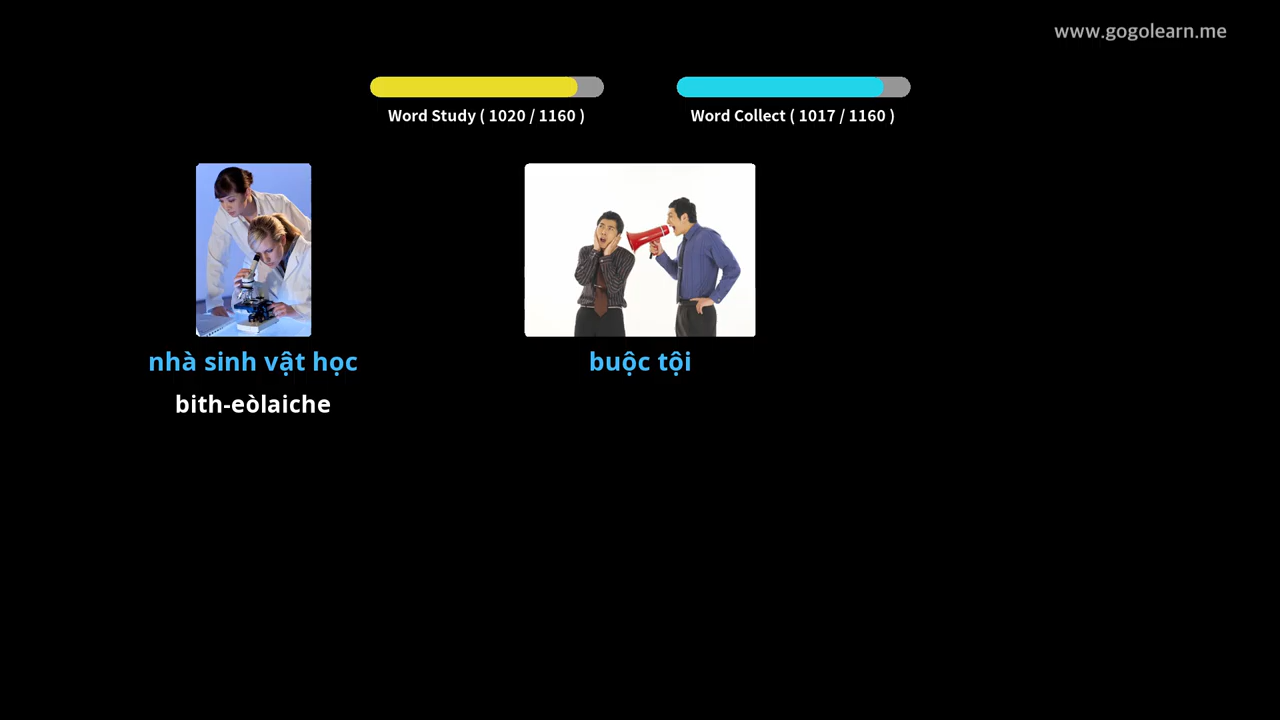 www.gogolearn.me
Word Study ( 1020 / 1160 )
Word Collect ( 1017 / 1160 )
nhà sinh vật học
bith-eòlaiche
buộc tội